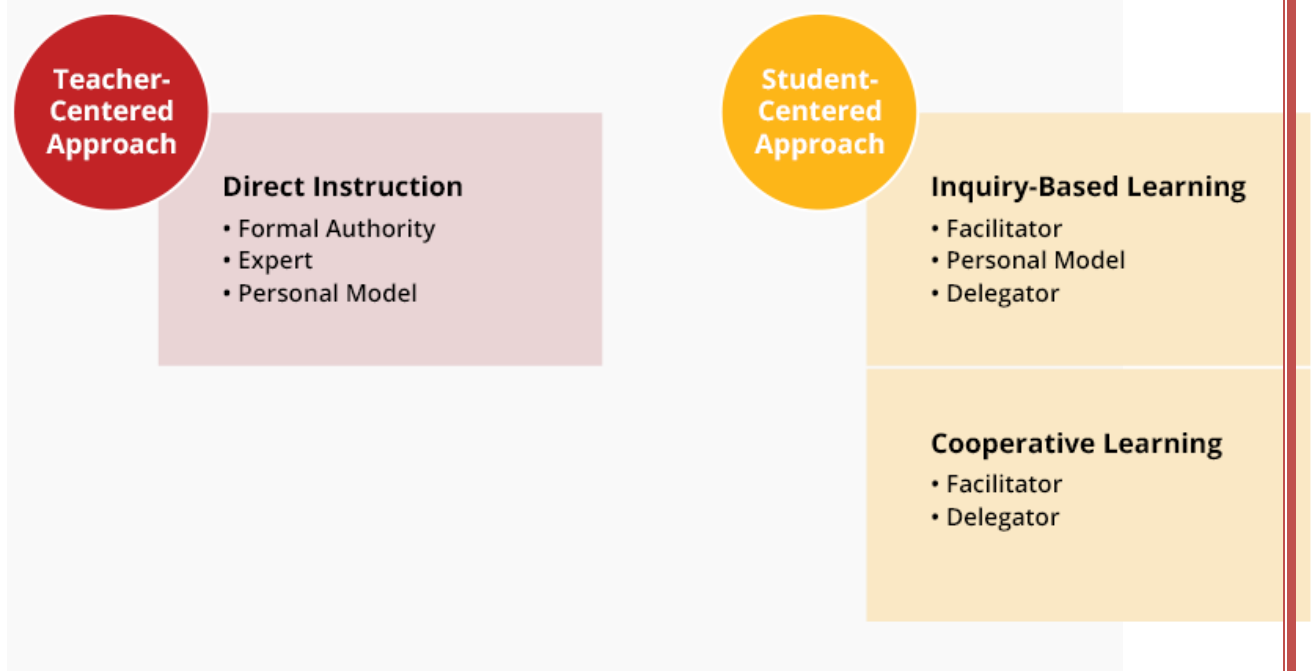 Teacher-
Centered
Approach
Direct Instruction
• Formal Authority
• Expert
• Personal Model
Student-
Centered
Approach
Inquiry-Based Learning
• Facilitator
• Personal Model
• Delegator
Cooperative Learning
• Facilitator
• Delegator